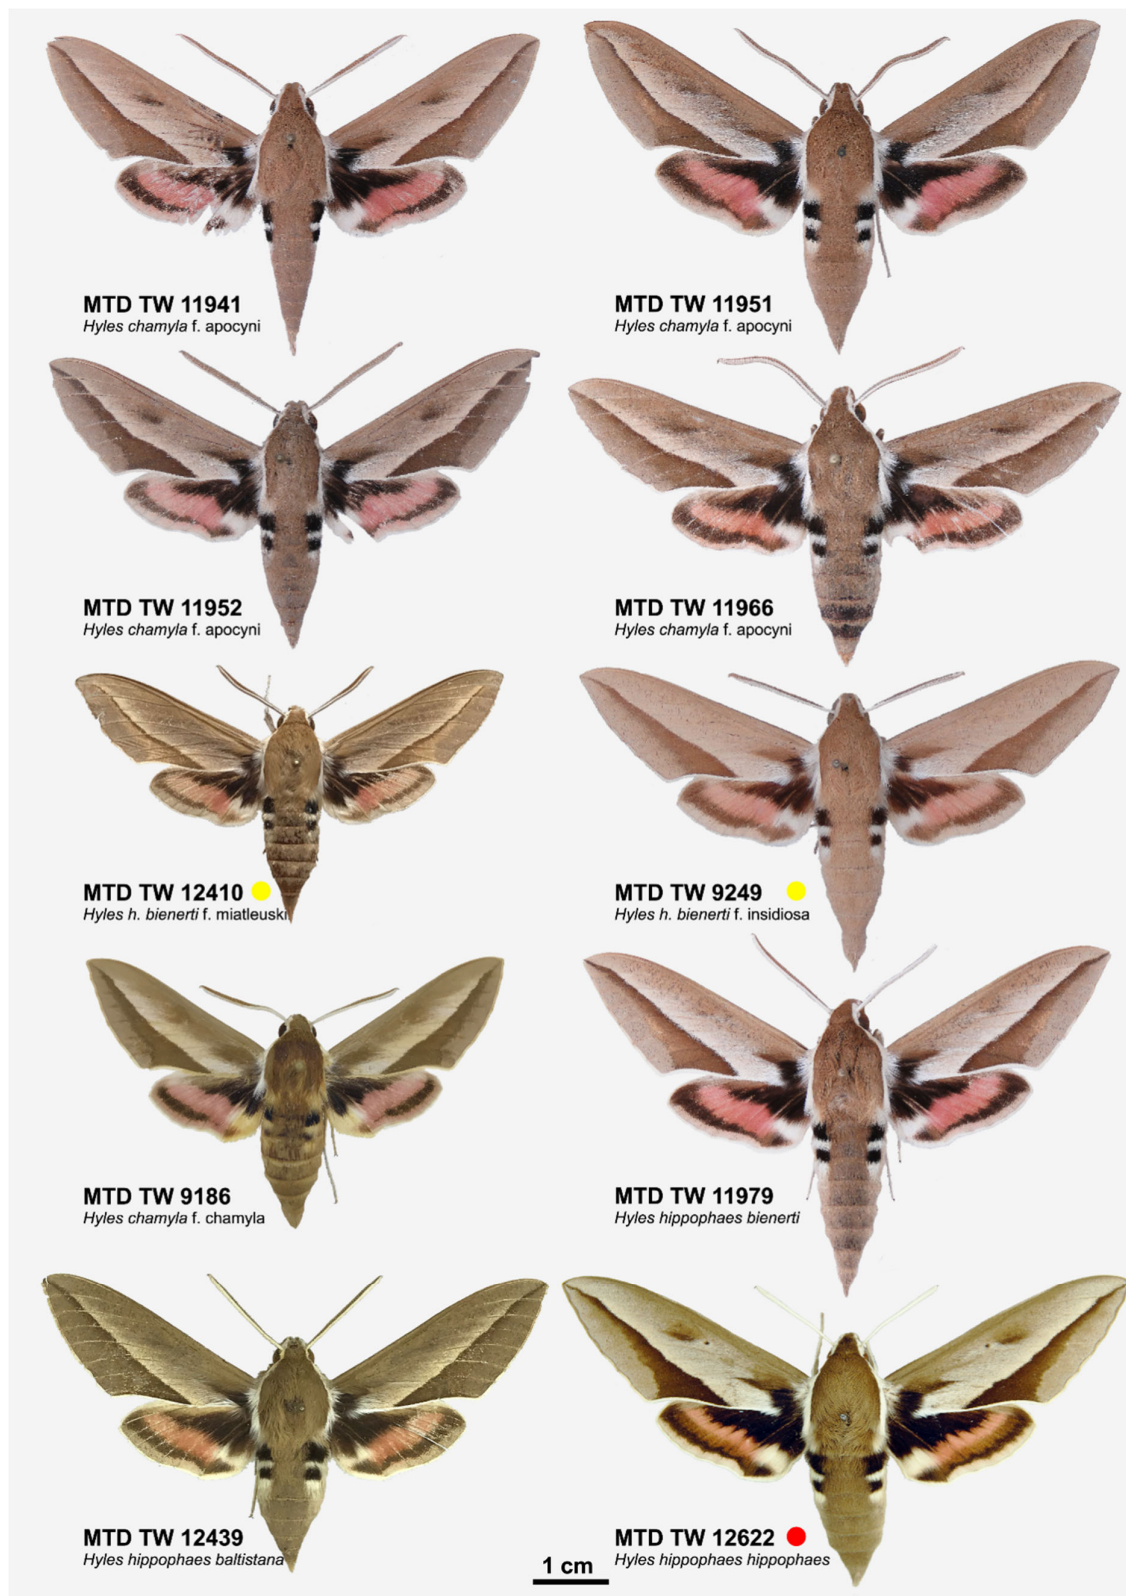 MTD TW 11941
Hyles chamyla f. apocyni
MTD TW 11951
Hyles chamyla f. apocyni
MTD TW 11952
Hyles chamyla f. apocyni
MTD TW 11966
Hyles chamyla f. apocyni
MTD TW 12410
Hyles h. bienerti f. miatleuski
MTD TW 9249
Hyles h. bienerti f. insidiosa
MTD TW 9186
Hyles chamyla f. chamyla
MTD TW 11979
Hyles hippophaes bienerti
MTD TW 12439
Hyles hippophaes baltistana
MTD TW 12622
Hyles hippophaes hippophaes
1 cm